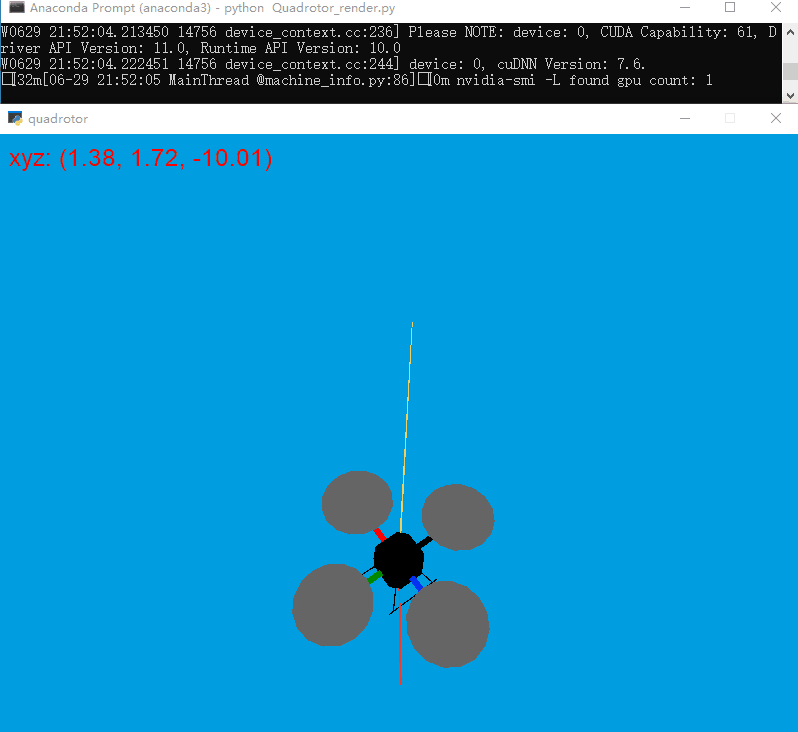 Anaconda Prompt (anaconda3) - python  Quadrotor_render.py
W0629 21:52:04.213450 14756 device_context.cc:236] Please NOTE: device: 0, CUDA Capability: 61, D
river API Version: 11.0, Runtime API Version: 10.0
W0629 21:52:04.222451 14756 device_context.cc:244] device: 0, cuDNN Version: 7.6.
□[32m[06-29 21:52:05 MainThread @machine_info.py:86]□[0m nvidia-smi -L found gpu count: 1
quadrotor
xyz: (1.38, 1.72, -10.01)